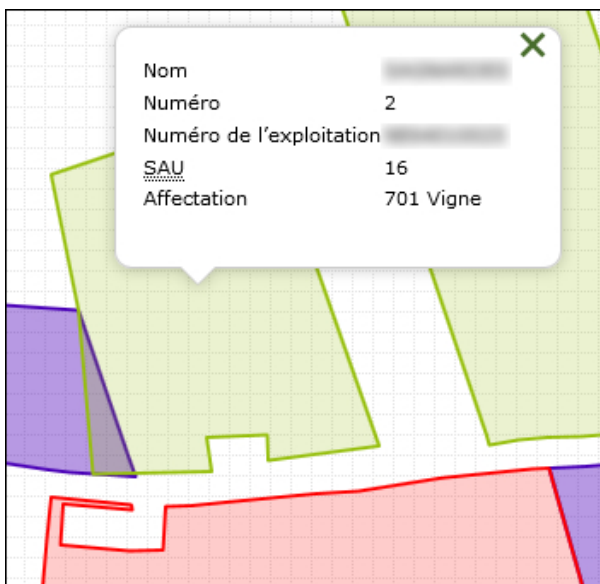 Nom
Numéro 2
Numéro de l'exploitation
SAU 16
Affectation 701 Vigne